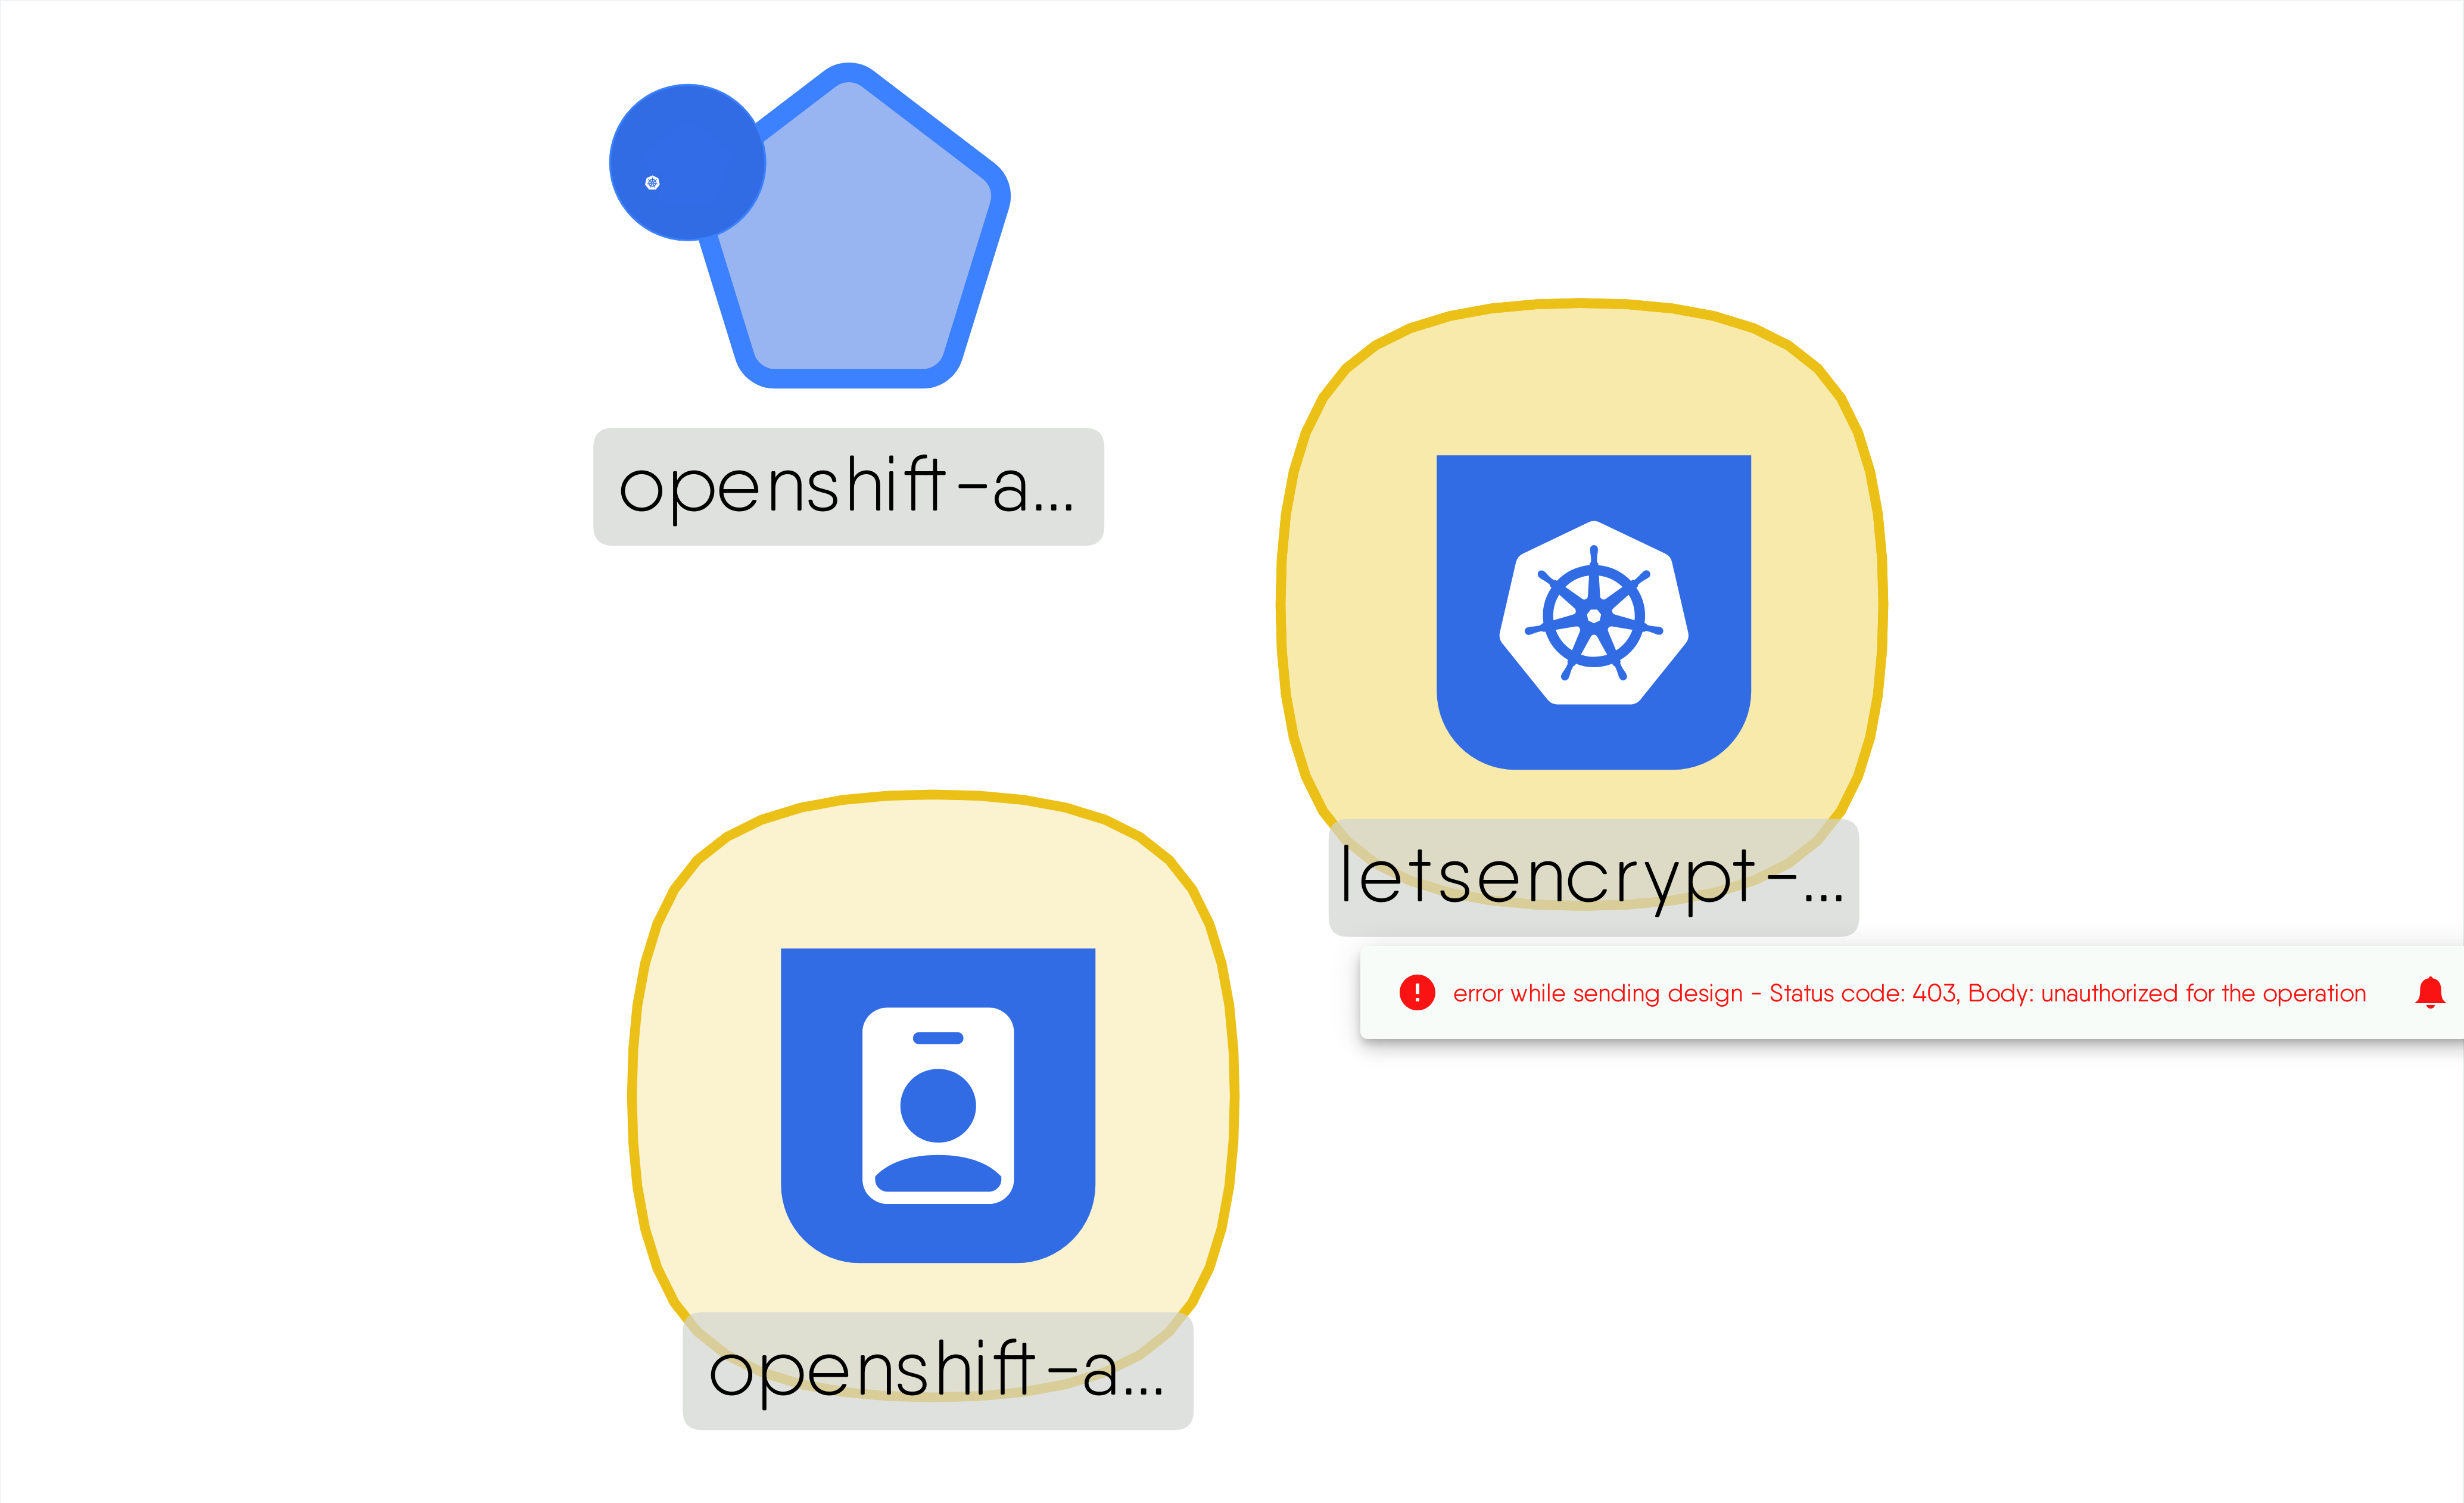 openshift-a...
letsencrypt-...
error while sending design - Status code: 403, Body: unauthorized for the operation
openshift-a...